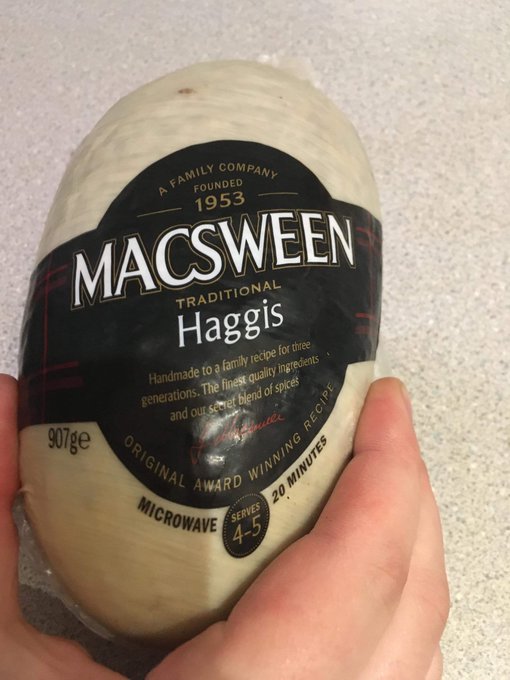 A FAMILY COMPANY
FOUNDED
1953
MACSWEEN
TRADITIONAL
Haggis
Handmade to a family recipe for three
generations. The finest quality ingredients
and our secret blend of spices
907g℮
ORIGINAL AWARD WINNING RECIPE
MICROWAVE
SERVES
4-5
20 MINUTES